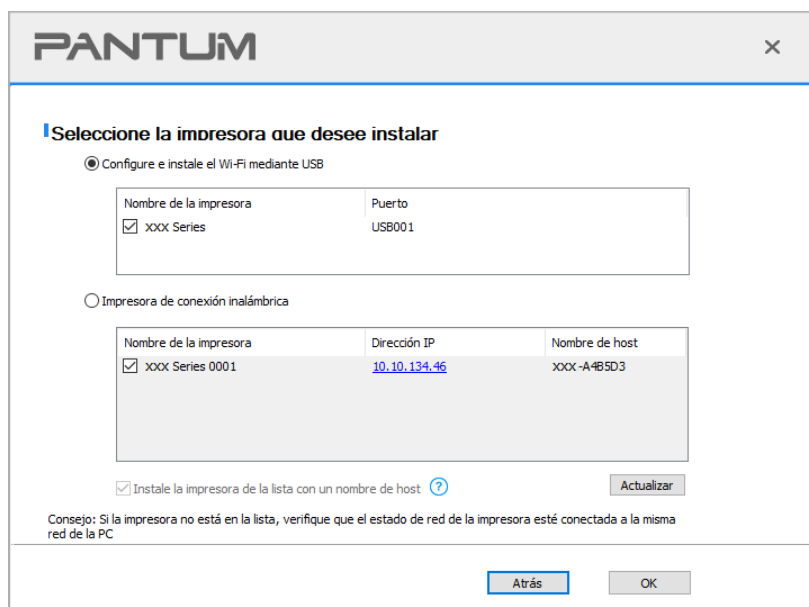 PANTUM
Seleccione la impresora que desee instalar
Configure e instale el Wi-Fi mediante USB
Nombre de la impresora Puerto
XXX Series USB001
Impresora de conexión inalámbrica
Nombre de la impresora Dirección IP Nombre de host
XXX Series 0001 10.10.134.46 XXX-A4B5D3
Instale la impresora de la lista con un nombre de host ? Actualizar
Consejo: Si la impresora no está en la lista, verifique que el estado de red de la impresora esté conectada a la misma
red de la PC
Atrás OK